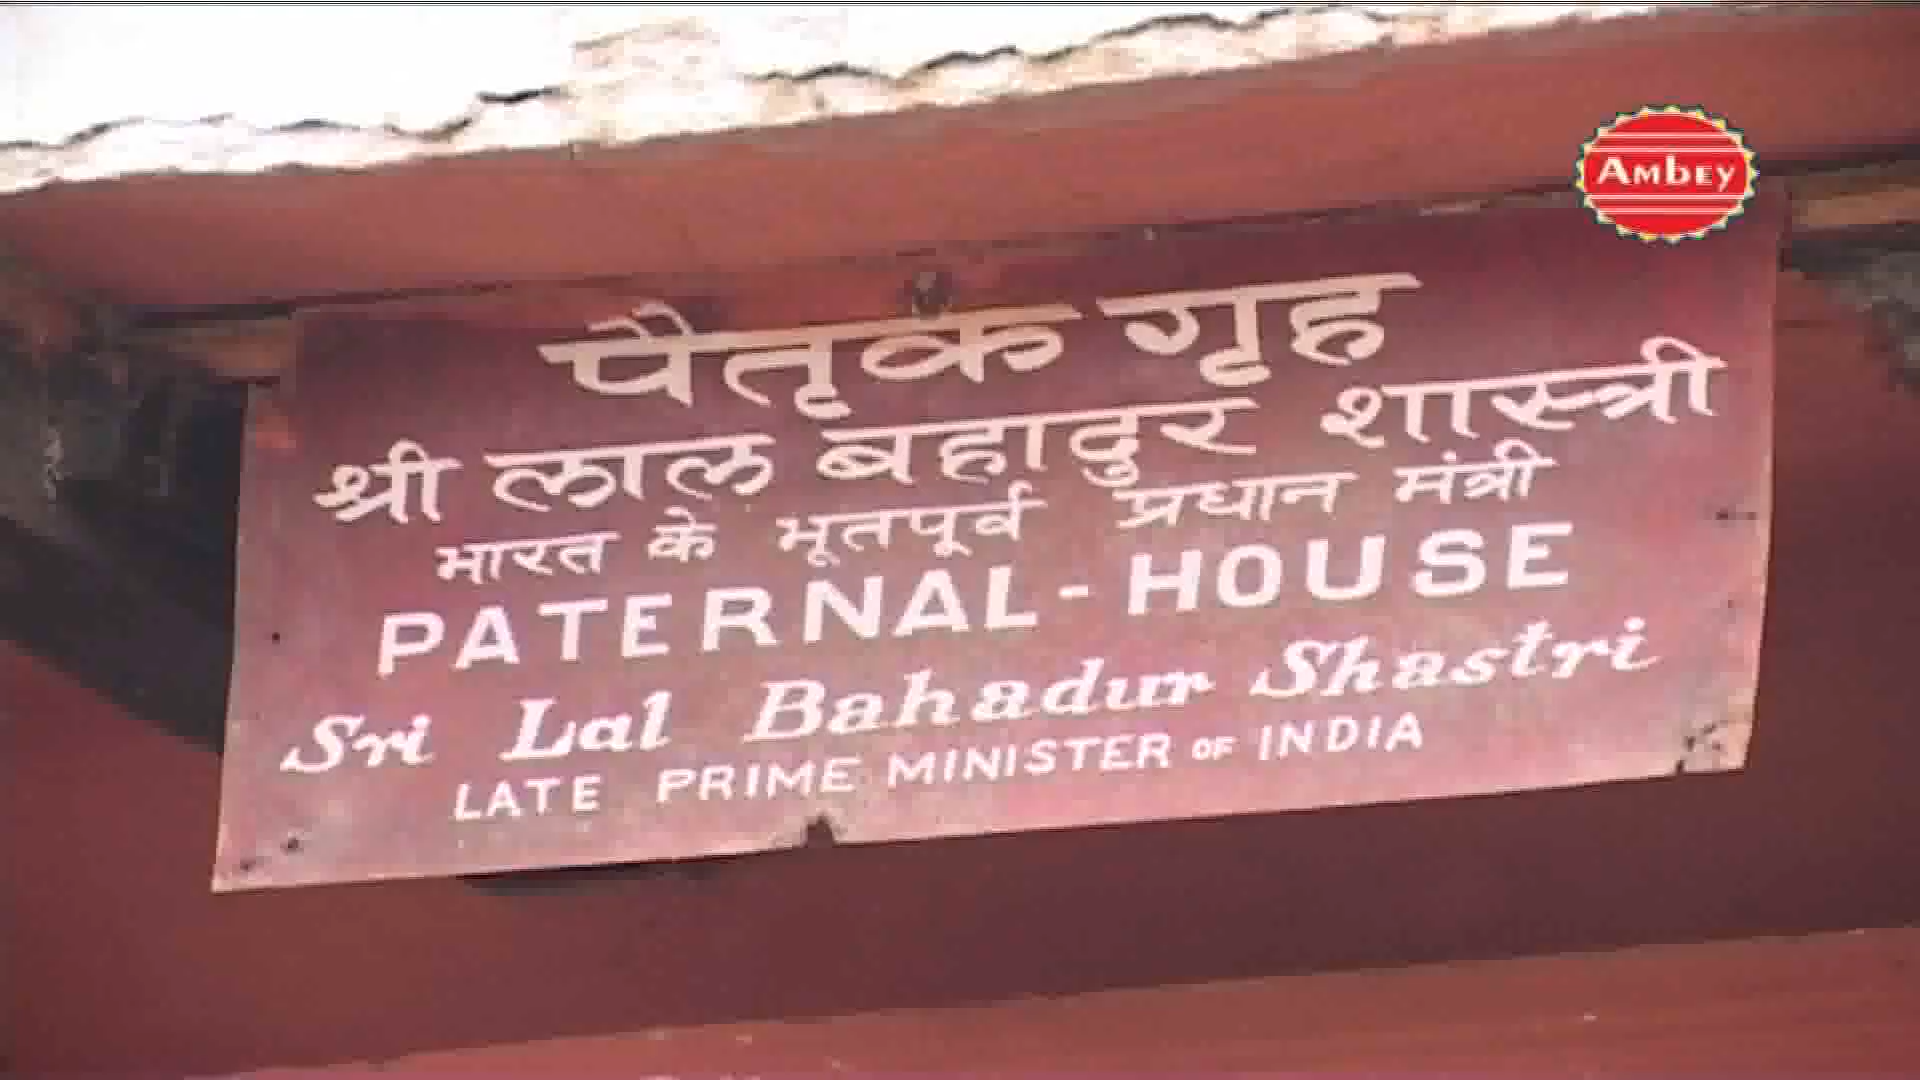 AMBEY
पैतृक गृह
श्री लाल बहादुर शास्त्री
भारत के भूतपूर्व प्रधान मंत्री
PATERNAL-HOUSE
Sri Lal Bahadur Shastri
LATE PRIME MINISTER OF INDIA